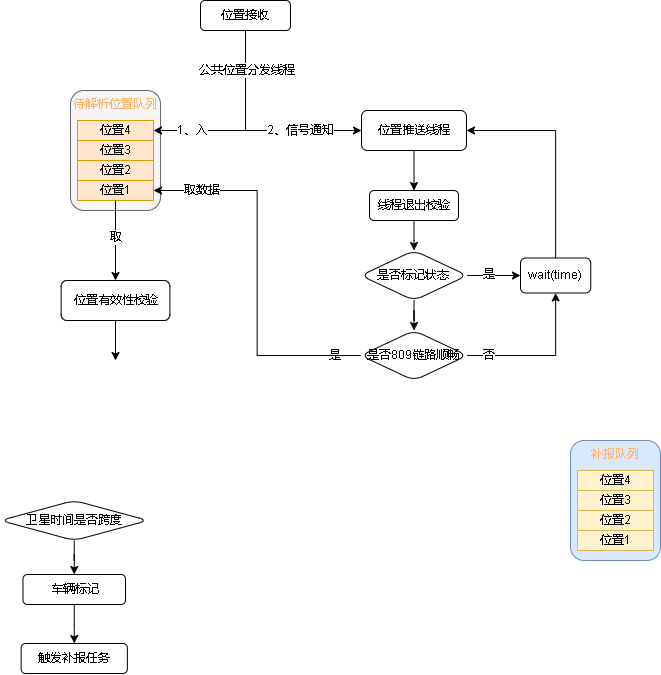 位置接收
公共位置分发线程
待解析位置队列
位置4
位置3
位置2
位置1
1、入
2、信号通知
位置推送线程
取数据
线程退出校验
取
是否标记状态
是
wait(time)
位置有效性校验
是
是否809链路顺畅
否
补报队列
位置4
位置3
位置2
位置1
卫星时间是否跨度
车辆标记
触发补报任务